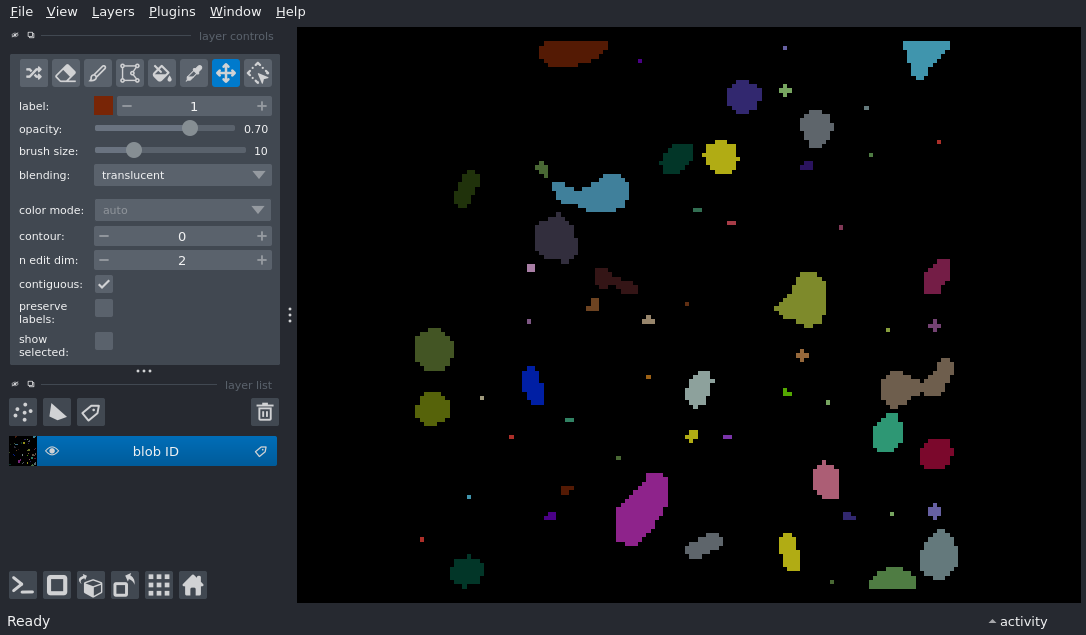 File View Layers Plugins Window Help
layer controls
label: 1
opacity: 0.70
brush size: 10
blending: translucent
color mode: auto
contour: 0
n edit dim: 2
contiguous:
preserve
labels:
show
selected:
layer list
blob ID
Ready
activity